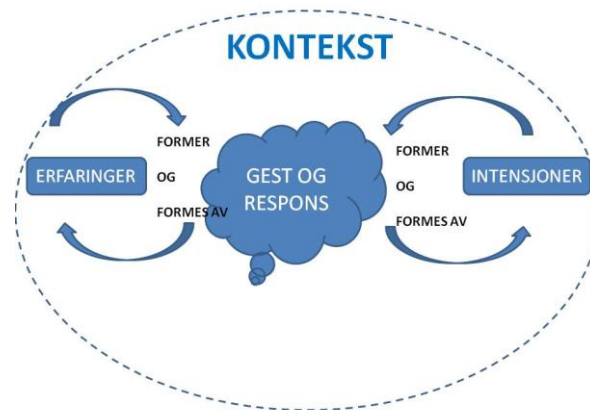 KONTEKST
ERFARINGER
FORMER
OG
FORMES AV
GEST OG
RESPONS
FORMER
OG
FORMES AV
INTENSJONER